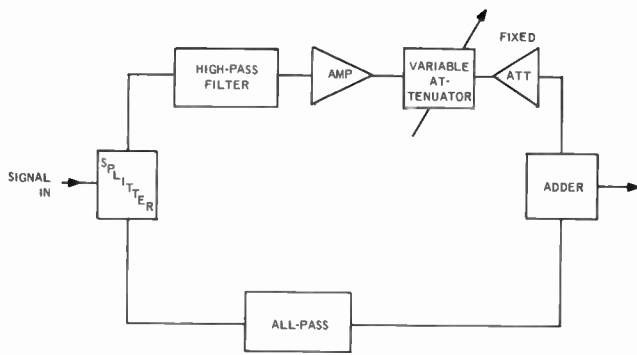 FIXED
HIGH-PASS
FILTER
AMP
VARIABLE
AT-
TENUATOR
ATT
SIGNAL
IN
SPLITTER
ADDER
ALL-PASS